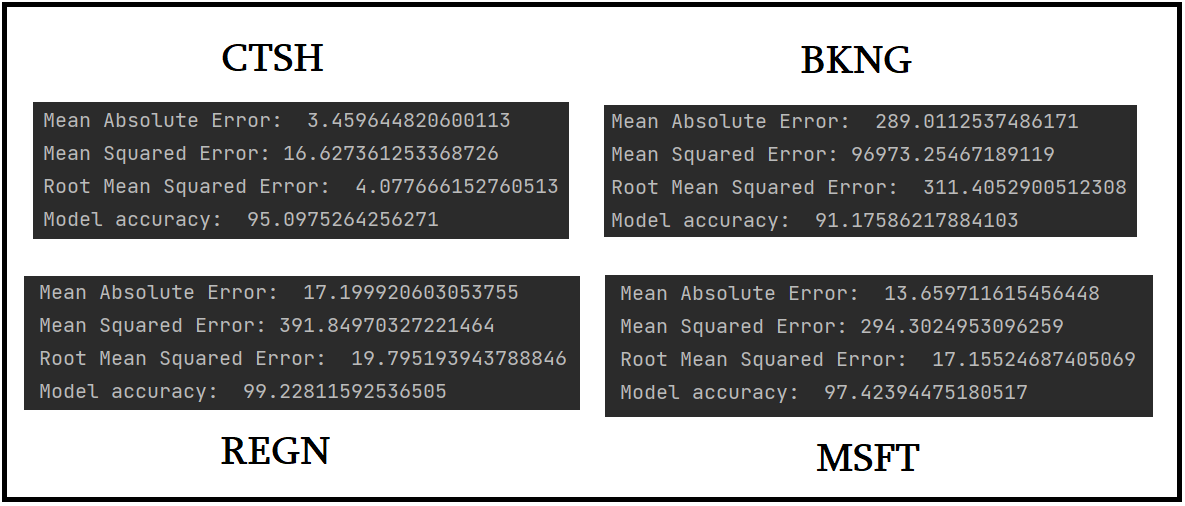 CTSH
Mean Absolute Error:  3.459644820600113
Mean Squared Error: 16.627361253368726
Root Mean Squared Error:  4.077666152760513
Model accuracy:  95.0975264256271
BKNG
Mean Absolute Error:  289.0112537486171
Mean Squared Error: 96973.25467189119
Root Mean Squared Error:  311.4052900512308
Model accuracy:  91.17586217884103
Mean Absolute Error:  17.199920603053755
Mean Squared Error: 391.84970327221464
Root Mean Squared Error:  19.795193943788846
Model accuracy:  99.22811592536505
REGN
Mean Absolute Error:  13.659711615456448
Mean Squared Error: 294.3024953096259
Root Mean Squared Error:  17.15524687405069
Model accuracy:  97.42394475180517
MSFT